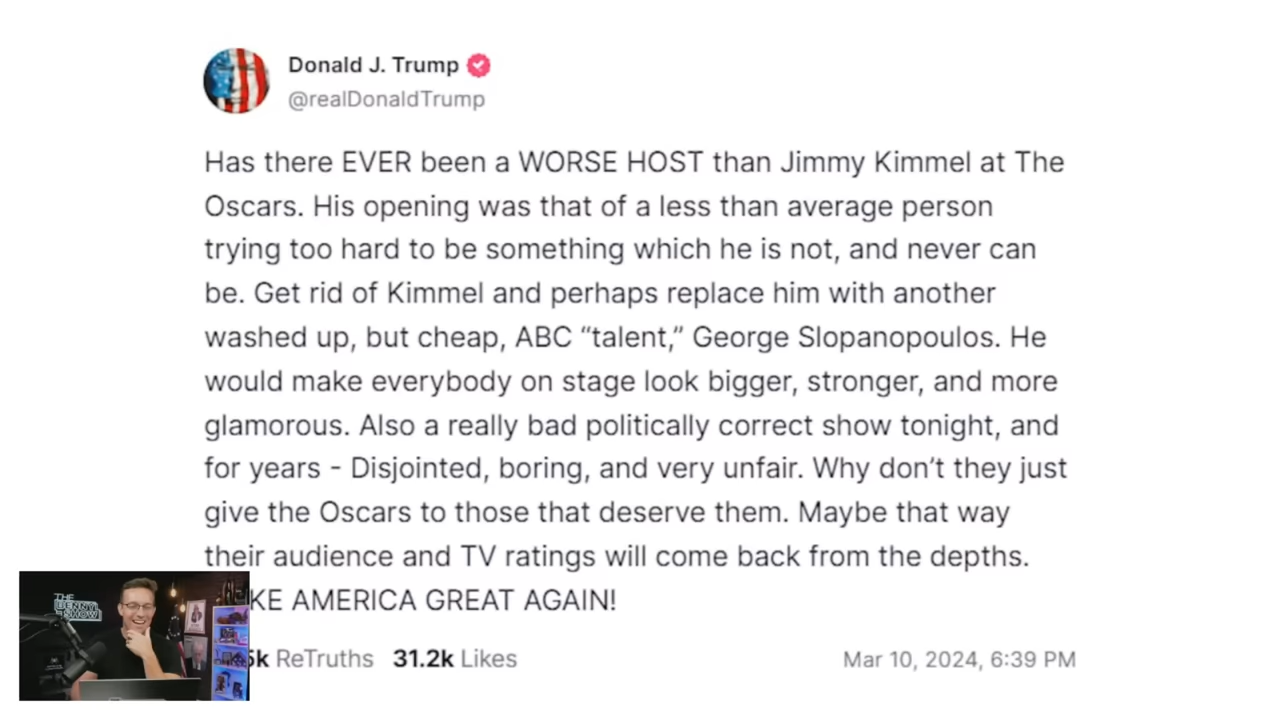 Donald J. Trump
@realDonaldTrump
Has there EVER been a WORSE HOST than Jimmy Kimmel at The
Oscars. His opening was that of a less than average person
trying too hard to be something which he is not, and never can
be. Get rid of Kimmel and perhaps replace him with another
washed up, but cheap, ABC “talent,” George Slopanopoulos. He
would make everybody on stage look bigger, stronger, and more
glamorous. Also a really bad politically correct show tonight, and
for years - Disjointed, boring, and very unfair. Why don’t they just
give the Oscars to those that deserve them. Maybe that way
their audience and TV ratings will come back from the depths.
KE AMERICA GREAT AGAIN!
5k ReTruths 31.2k Likes
Mar 10, 2024, 6:39 PM
THE
BENNY
SHOW